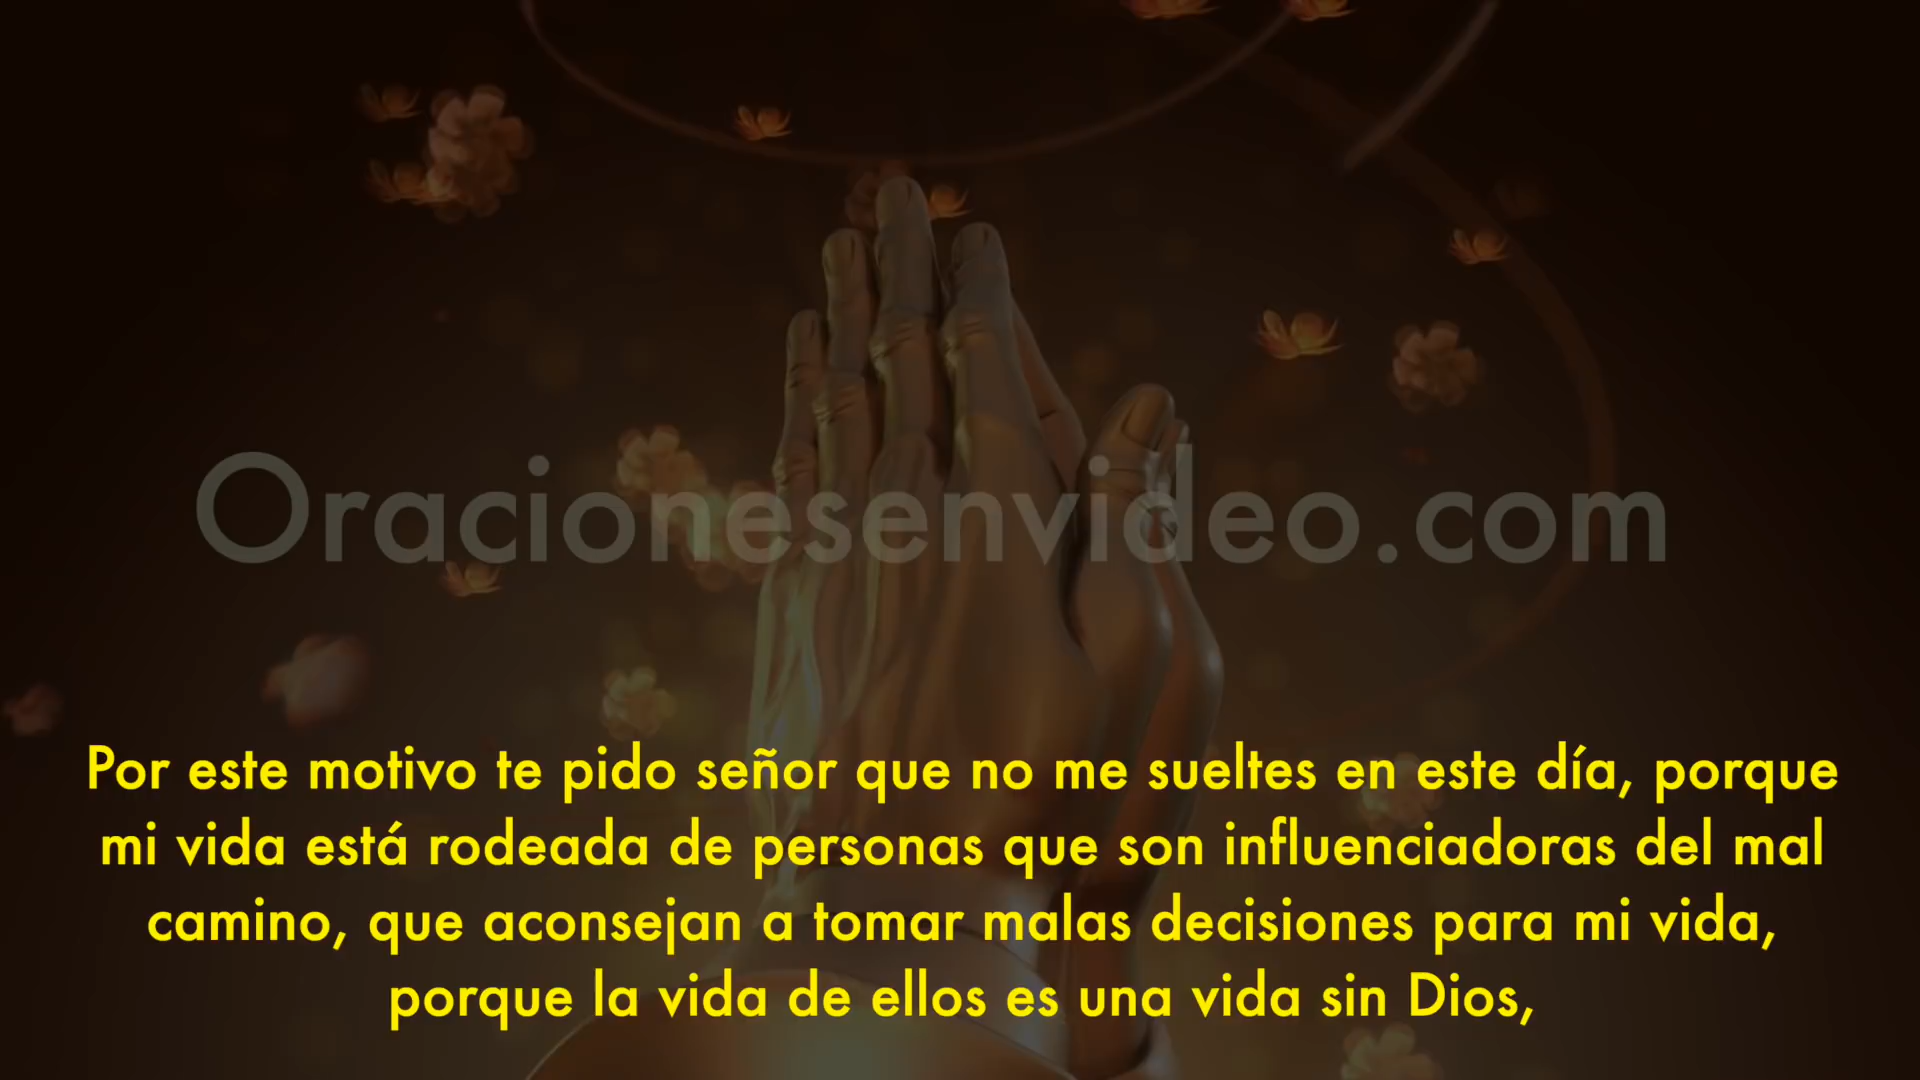 Oracionesenvideo.com
Por este motivo te pido señor que no me sueltes en este día, porque
mi vida está rodeada de personas que son influenciadoras del mal
camino, que aconsejan a tomar malas decisiones para mi vida,
porque la vida de ellos es una vida sin Dios,